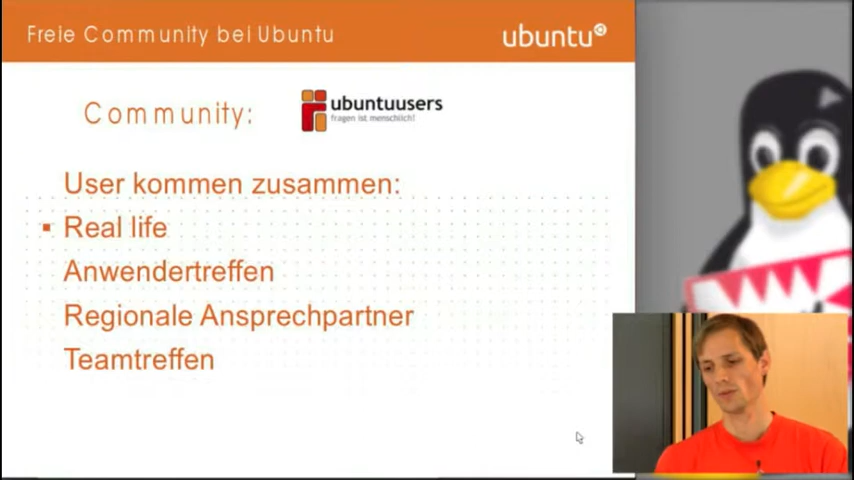 Freie Community bei Ubuntu
ubuntu
Community:
ubuntuusers
fragen ist menschlich!
User kommen zusammen:
Real life
Anwendertreffen
Regionale Ansprechpartner
Teamtreffen